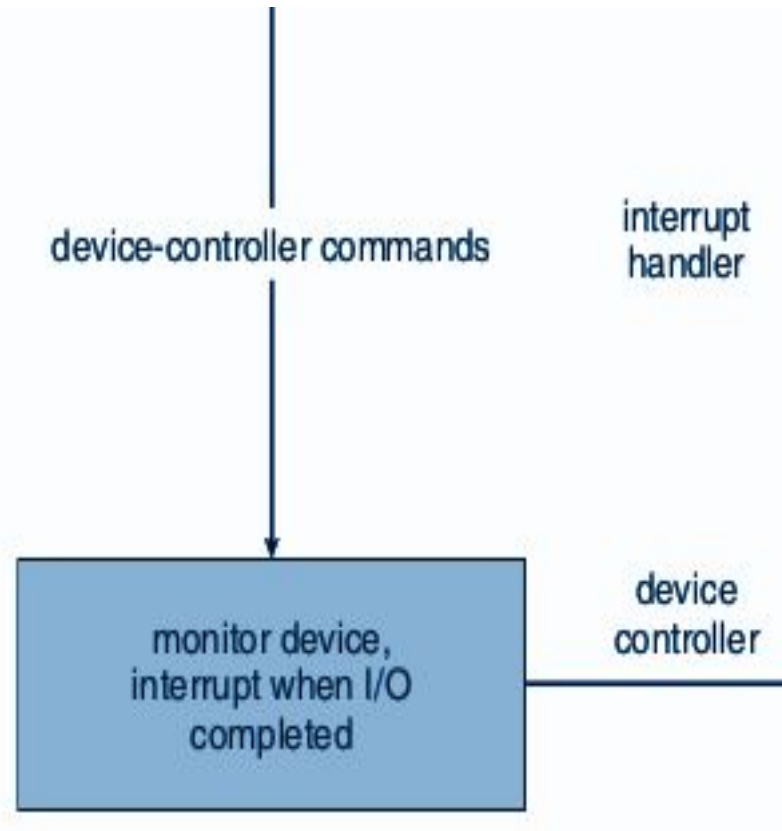 device-controller commands
interrupt
handler
device
controller
monitor device,
interrupt when I/O
completed